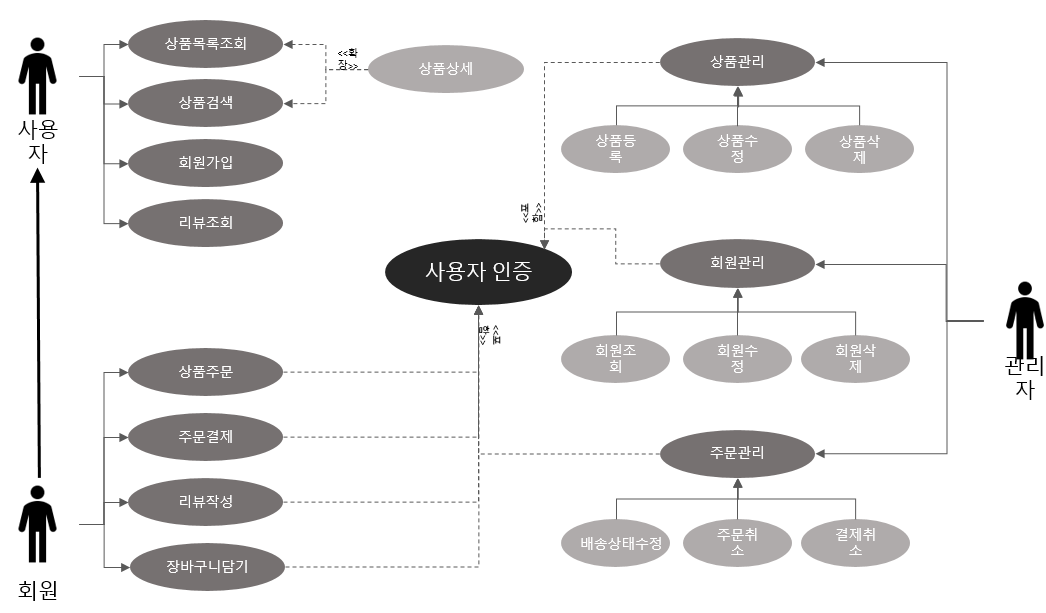 상품목록조회
<<확
장>>
상품상세
상품검색
사용
자
회원가입
리뷰조회
상품관리
상품등
록
상품수
정
상품삭
제
<<포
함>>
사용자 인증
회원관리
회원조
회
회원수
정
회원삭
제
관리
자
<<포
함>>
상품주문
주문결제
리뷰작성
장바구니담기
회원
주문관리
배송상태수정
주문취
소
결제취
소